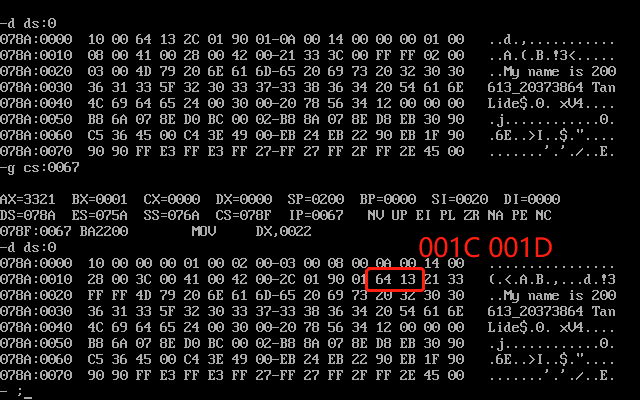 -d ds:0
078A:0000 10 00 64 13 2C 01 90 01-0A 00 14 00 00 00 01 00 ..d.,...........
078A:0010 08 00 41 00 28 00 42 00-21 33 3C 00 FF FF 02 00 ..A.(.B.!3<.....
078A:0020 03 00 4D 79 20 6E 61 6D-65 20 69 73 20 32 30 30 ..My name is 200
078A:0030 36 31 33 5F 32 30 33 37-33 38 36 34 20 54 61 6E 613_20373864 Tan
078A:0040 4C 69 64 65 24 00 30 00-20 78 56 34 12 00 00 00 Lide$.0. xV4....
078A:0050 B8 6A 07 8E D0 BC 00 02-B8 8A 07 8E D8 EB 30 90 .j............0.
078A:0060 C5 36 45 00 C4 3E 49 00-EB 24 EB 22 90 EB 1F 90 .6E..>I..$."....
078A:0070 90 90 FF E3 FF E3 FF 27-FF 27 FF 2F FF 2E 45 00 .......'.'./..E.
-g cs:0067
AX=3321 BX=0001 CX=0000 DX=0000 SP=0200 BP=0000 SI=0020 DI=0000
DS=078A ES=075A SS=076A CS=078F IP=0067 NV UP EI PL ZR NA PE NC
078F:0067 BA2200 MOV DX,0022
-d ds:0
001C 001D
078A:0000 10 00 00 00 01 00 02 00-03 00 08 00 0A 00 14 00 ................
078A:0010 28 00 3C 00 41 00 42 00-2C 01 90 01 64 13 21 33 (.<.A.B.,...d.!3
078A:0020 FF FF 4D 79 20 6E 61 6D-65 20 69 73 20 32 30 30 ..My name is 200
078A:0030 36 31 33 5F 32 30 33 37-33 38 36 34 20 54 61 6E 613_20373864 Tan
078A:0040 4C 69 64 65 24 00 30 00-20 78 56 34 12 00 00 00 Lide$.0. xV4....
078A:0050 B8 6A 07 8E D0 BC 00 02-B8 8A 07 8E D8 EB 30 90 .j............0.
078A:0060 C5 36 45 00 C4 3E 49 00-EB 24 EB 22 90 EB 1F 90 .6E..>I..$."....
078A:0070 90 90 FF E3 FF E3 FF 27-FF 27 FF 2F FF 2E 45 00 .......'.'./..E.
- ;_